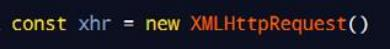 const xhr = new XMLHttpRequest()